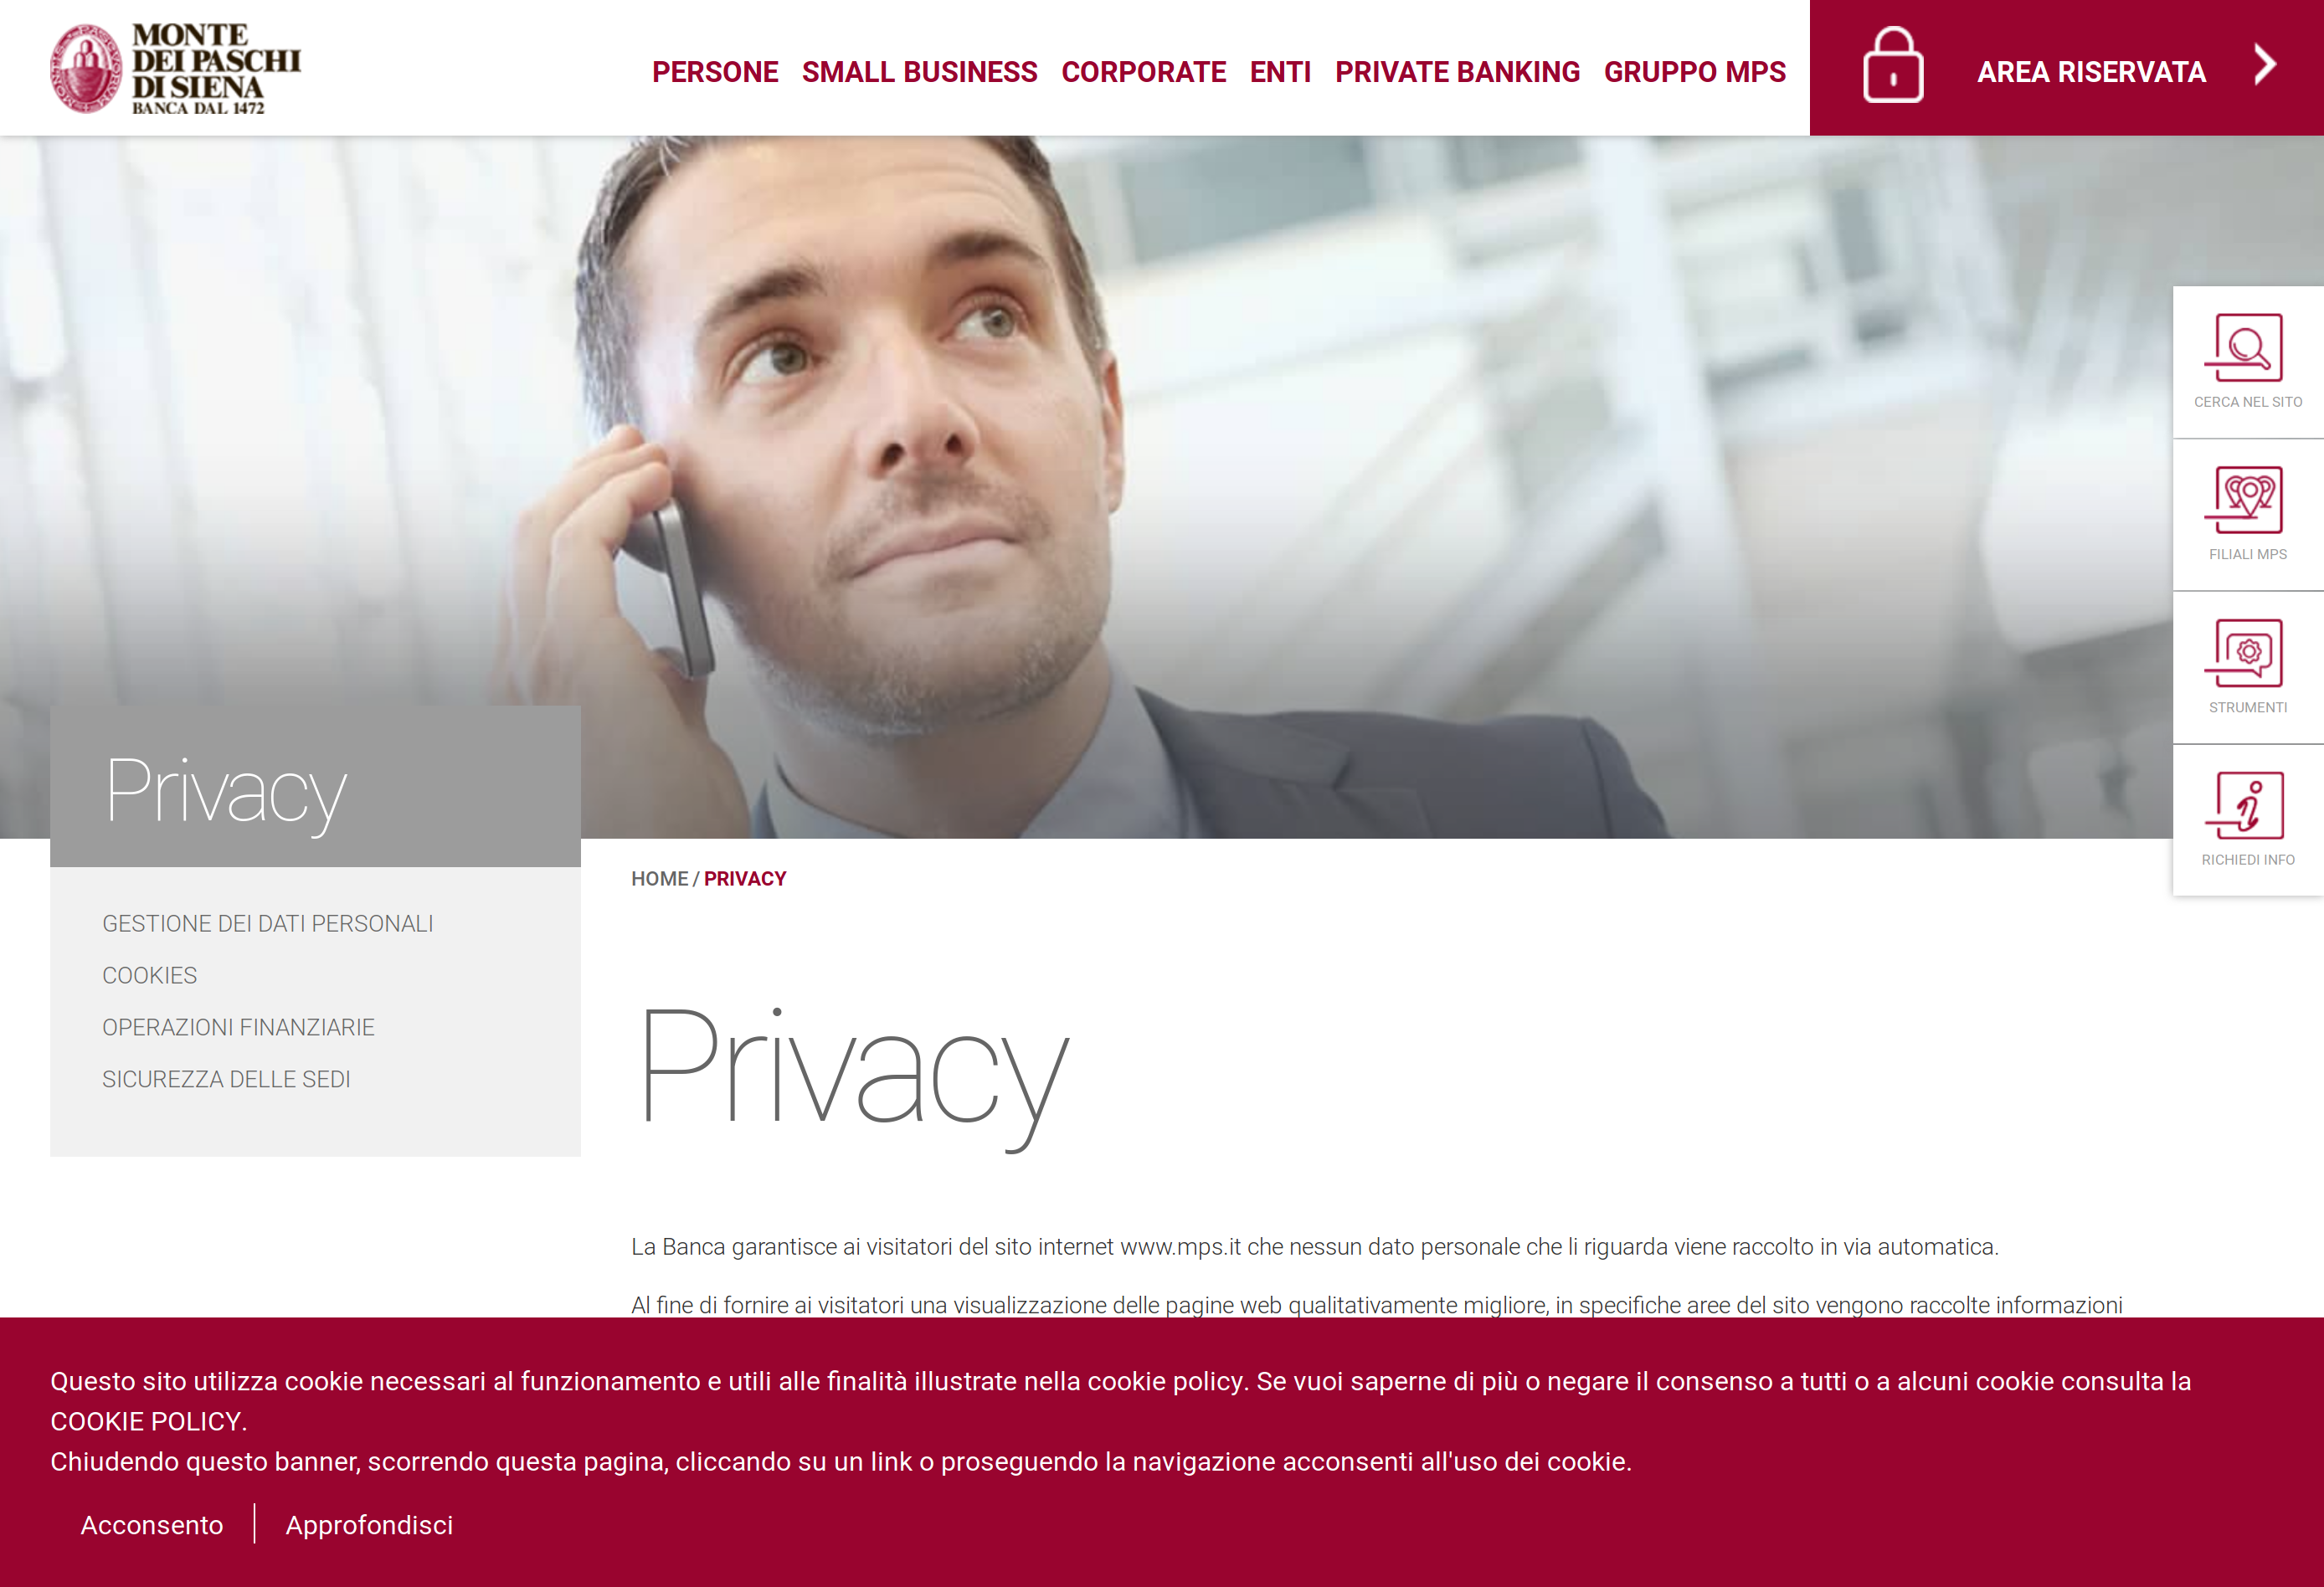 MONTE
DEI PASCHI
DI SIENA
BANCA DAL 1472
PERSONE SMALL BUSINESS CORPORATE ENTI PRIVATE BANKING GRUPPO MPS
AREA RISERVATA
CERCA NEL SITO
FILIALI MPS
STRUMENTI
RICHIEDI INFO
Privacy
GESTIONE DEI DATI PERSONALI
COOKIES
OPERAZIONI FINANZIARIE
SICUREZZA DELLE SEDI
HOME / PRIVACY
Privacy
La Banca garantisce ai visitatori del sito internet www.mps.it che nessun dato personale che li riguarda viene raccolto in via automatica.
Al fine di fornire ai visitatori una visualizzazione delle pagine web qualitativamente migliore, in specifiche aree del sito vengono raccolte informazioni
Questo sito utilizza cookie necessari al funzionamento e utili alle finalità illustrate nella cookie policy. Se vuoi saperne di più o negare il consenso a tutti o a alcuni cookie consulta la
COOKIE POLICY.
Chiudendo questo banner, scorrendo questa pagina, cliccando su un link o proseguendo la navigazione acconsenti all'uso dei cookie.
Acconsento
Approfondisci